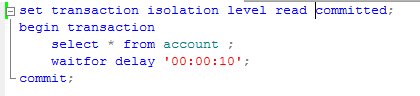 set transaction isolation level read committed;
begin transaction
select * from account ;
waitfor delay '00:00:10';
commit;